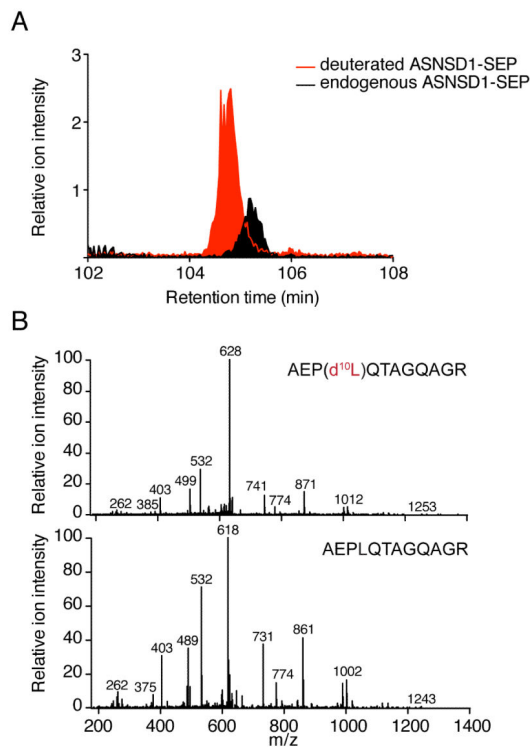 A
deuterated ASNSD1-SEP
endogenous ASNSD1-SEP
3
2
1
Relative ion intensity
102 104 106 108
Retention time (min)
B
AEP(d¹⁰L)QTAGQAGR
Relative ion intensity
100
80
60
40
20
0
262 385 403 499 532 628 741 774 871 1012 1253
AEPLQTAGQAGR
Relative ion intensity
100
80
60
40
20
0
262 375 403 489 532 618 731 774 861 1002 1243
200 400 600 800 1000 1200 1400
m/z